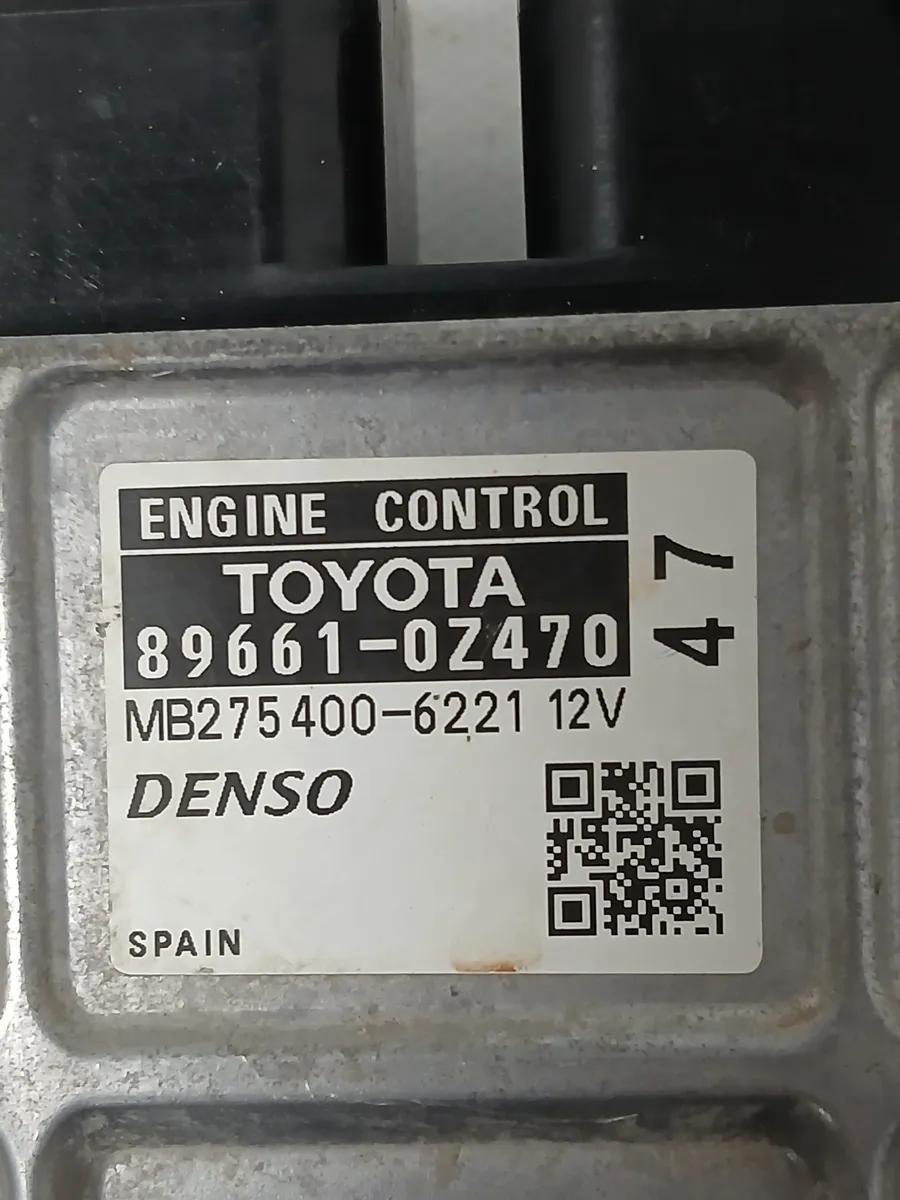 ENGINE CONTROL
TOYOTA
89661-0Z470
47
MB275400-6221 12V
DENSO
SPAIN